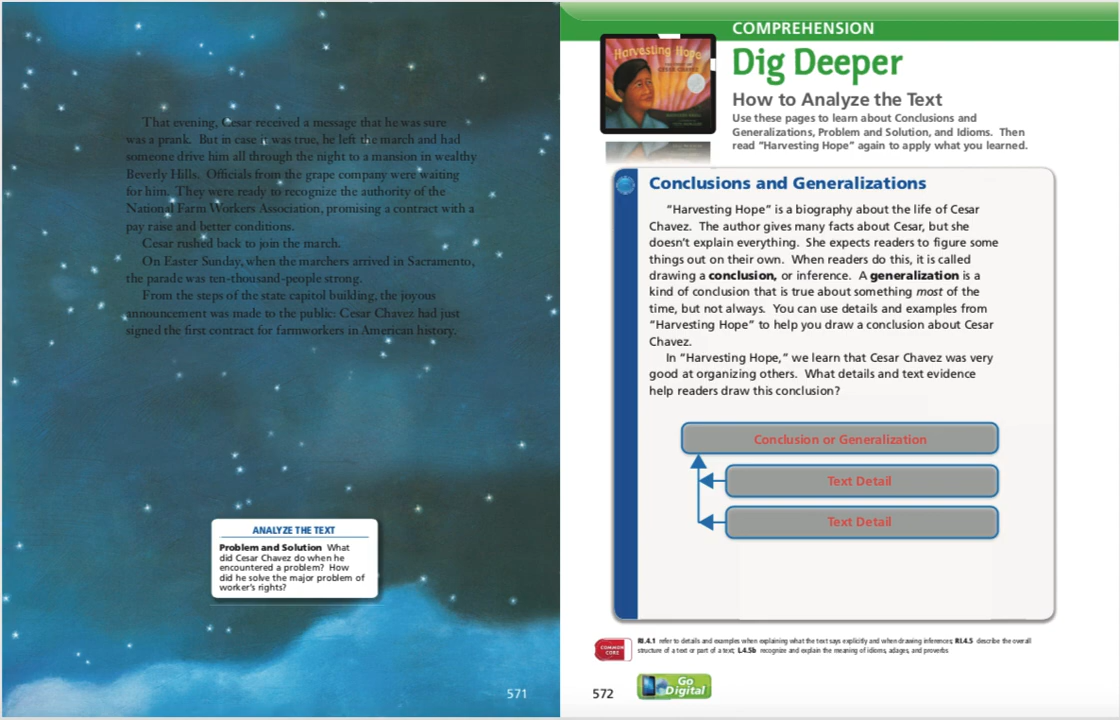 That evening, Cesar received a message that he was sure
was a prank.  But in case it was true, he left the march and had
someone drive him all through the night to a mansion in wealthy
Beverly Hills.  Officials from the grape company were waiting
for him.  They were ready to recognize the authority of the
National Farm Workers Association, promising a contract with a
pay raise and better conditions.
Cesar rushed back to join the march.
On Easter Sunday, when the marchers arrived in Sacramento,
the parade was ten-thousand-people strong.
From the steps of the state capitol building, the joyous
announcement was made to the public: Cesar Chavez had just
signed the first contract for farmworkers in American history.
ANALYZE THE TEXT
Problem and Solution  What
did Cesar Chavez do when he
encountered a problem?  How
did he solve the major problem of
worker's rights?
571
COMPREHENSION
Harvesting Hope
Dig Deeper
How to Analyze the Text
Use these pages to learn about Conclusions and
Generalizations, Problem and Solution, and Idioms.  Then
read "Harvesting Hope" again to apply what you learned.
Conclusions and Generalizations
"Harvesting Hope" is a biography about the life of Cesar
Chavez.  The author gives many facts about Cesar, but she
doesn't explain everything.  She expects readers to figure some
things out on their own.  When readers do this, it is called
drawing a conclusion, or inference.  A generalization is a
kind of conclusion that is true about something most of the
time, but not always.  You can use details and examples from
"Harvesting Hope" to help you draw a conclusion about Cesar
Chavez.
In "Harvesting Hope," we learn that Cesar Chavez was very
good at organizing others.  What details and text evidence
help readers draw this conclusion?
Conclusion or Generalization
Text Detail
Text Detail
COMMON
CORE
RI.4.1  refer to details and examples when explaining what the text says explicitly and when drawing inferences; RI.4.5  describe the overall
structure of a text or part of a text; L.4.5b  recognize and explain the meaning of idioms, adages, and proverbs
572
Go
Digital